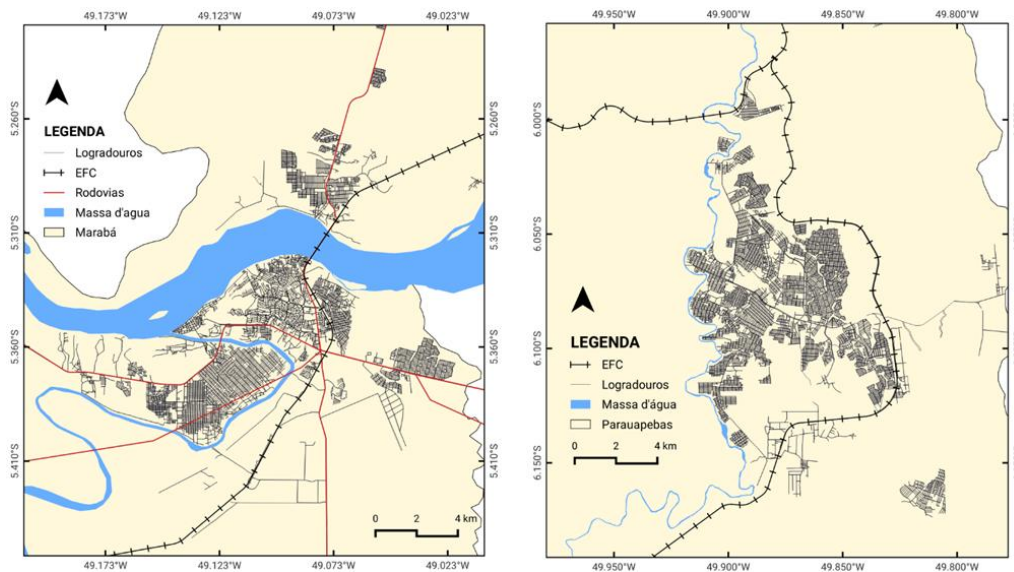 49.173°W 49.123°W 49.073°W 49.023°W
5.260°S
5.310°S
5.360°S
5.410°S
LEGENDA
Logradouros
EFC
Rodovias
Massa d'agua
Marabá
5.260°S
5.310°S
5.360°S
5.410°S
0 2 4 km
49.173°W 49.123°W 49.073°W 49.023°W
49.950°W 49.900°W 49.850°W 49.800°W
6.000°S
6.050°S
6.100°S
6.150°S
LEGENDA
EFC
Logradouros
Massa d'água
Parauapebas
0 2 4 km
49.950°W 49.900°W 49.850°W 49.800°W